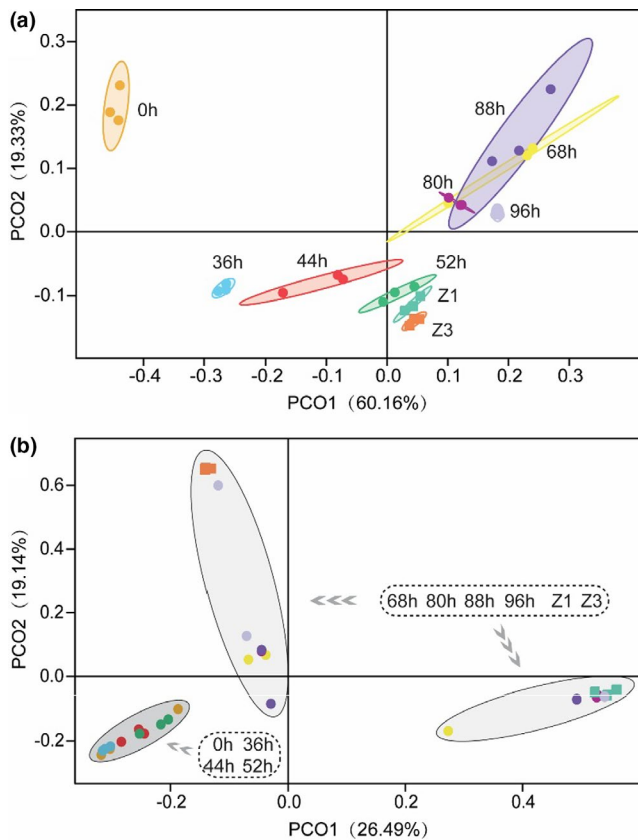 (a)
0.3
0.2
0.1
0.0
-0.1
PCO2 (19.33%)
0h
88h
68h
80h
96h
36h
44h
52h
Z1
Z3
-0.4 -0.3 -0.2 -0.1 0.0 0.1 0.2 0.3
PCO1 (60.16%)
(b)
0.6
0.4
0.2
0.0
-0.2
PCO2 (19.14%)
68h 80h 88h 96h Z1 Z3
0h 36h
44h 52h
-0.2 0.0 0.2 0.4
PCO1 (26.49%)